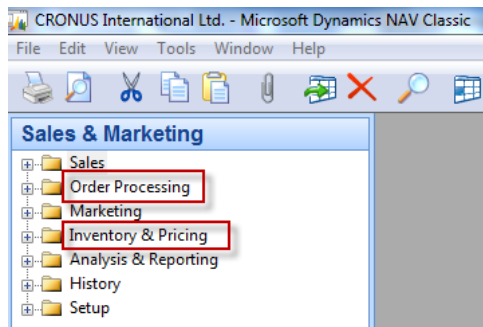 CRONUS International Ltd. - Microsoft Dynamics NAV Classic
File Edit View Tools Window Help
Sales & Marketing
Sales
Order Processing
Marketing
Inventory & Pricing
Analysis & Reporting
History
Setup